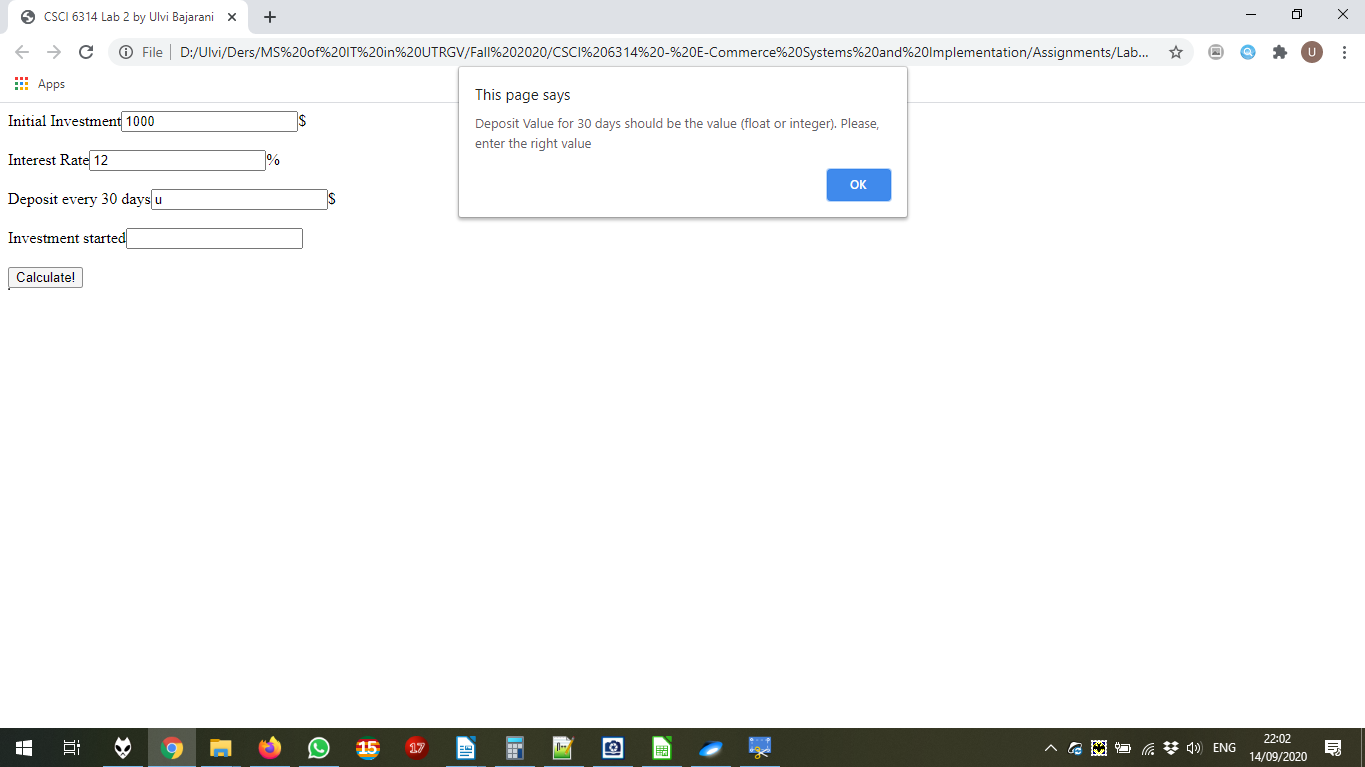 CSCI 6314 Lab 2 by Ulvi Bajarani
File
D:/Ulvi/Ders/MS%20of%20IT%20in%20UTRGV/Fall%202020/CSCI%206314%20-%20E-Commerce%20Systems%20and%20Implementation/Assignments/Lab...
U
Apps
This page says
Deposit Value for 30 days should be the value (float or integer). Please,
enter the right value
OK
Initial Investment 1000 $
Interest Rate 12 %
Deposit every 30 days u $
Investment started
Calculate!
15
17
ENG
22:02
14/09/2020